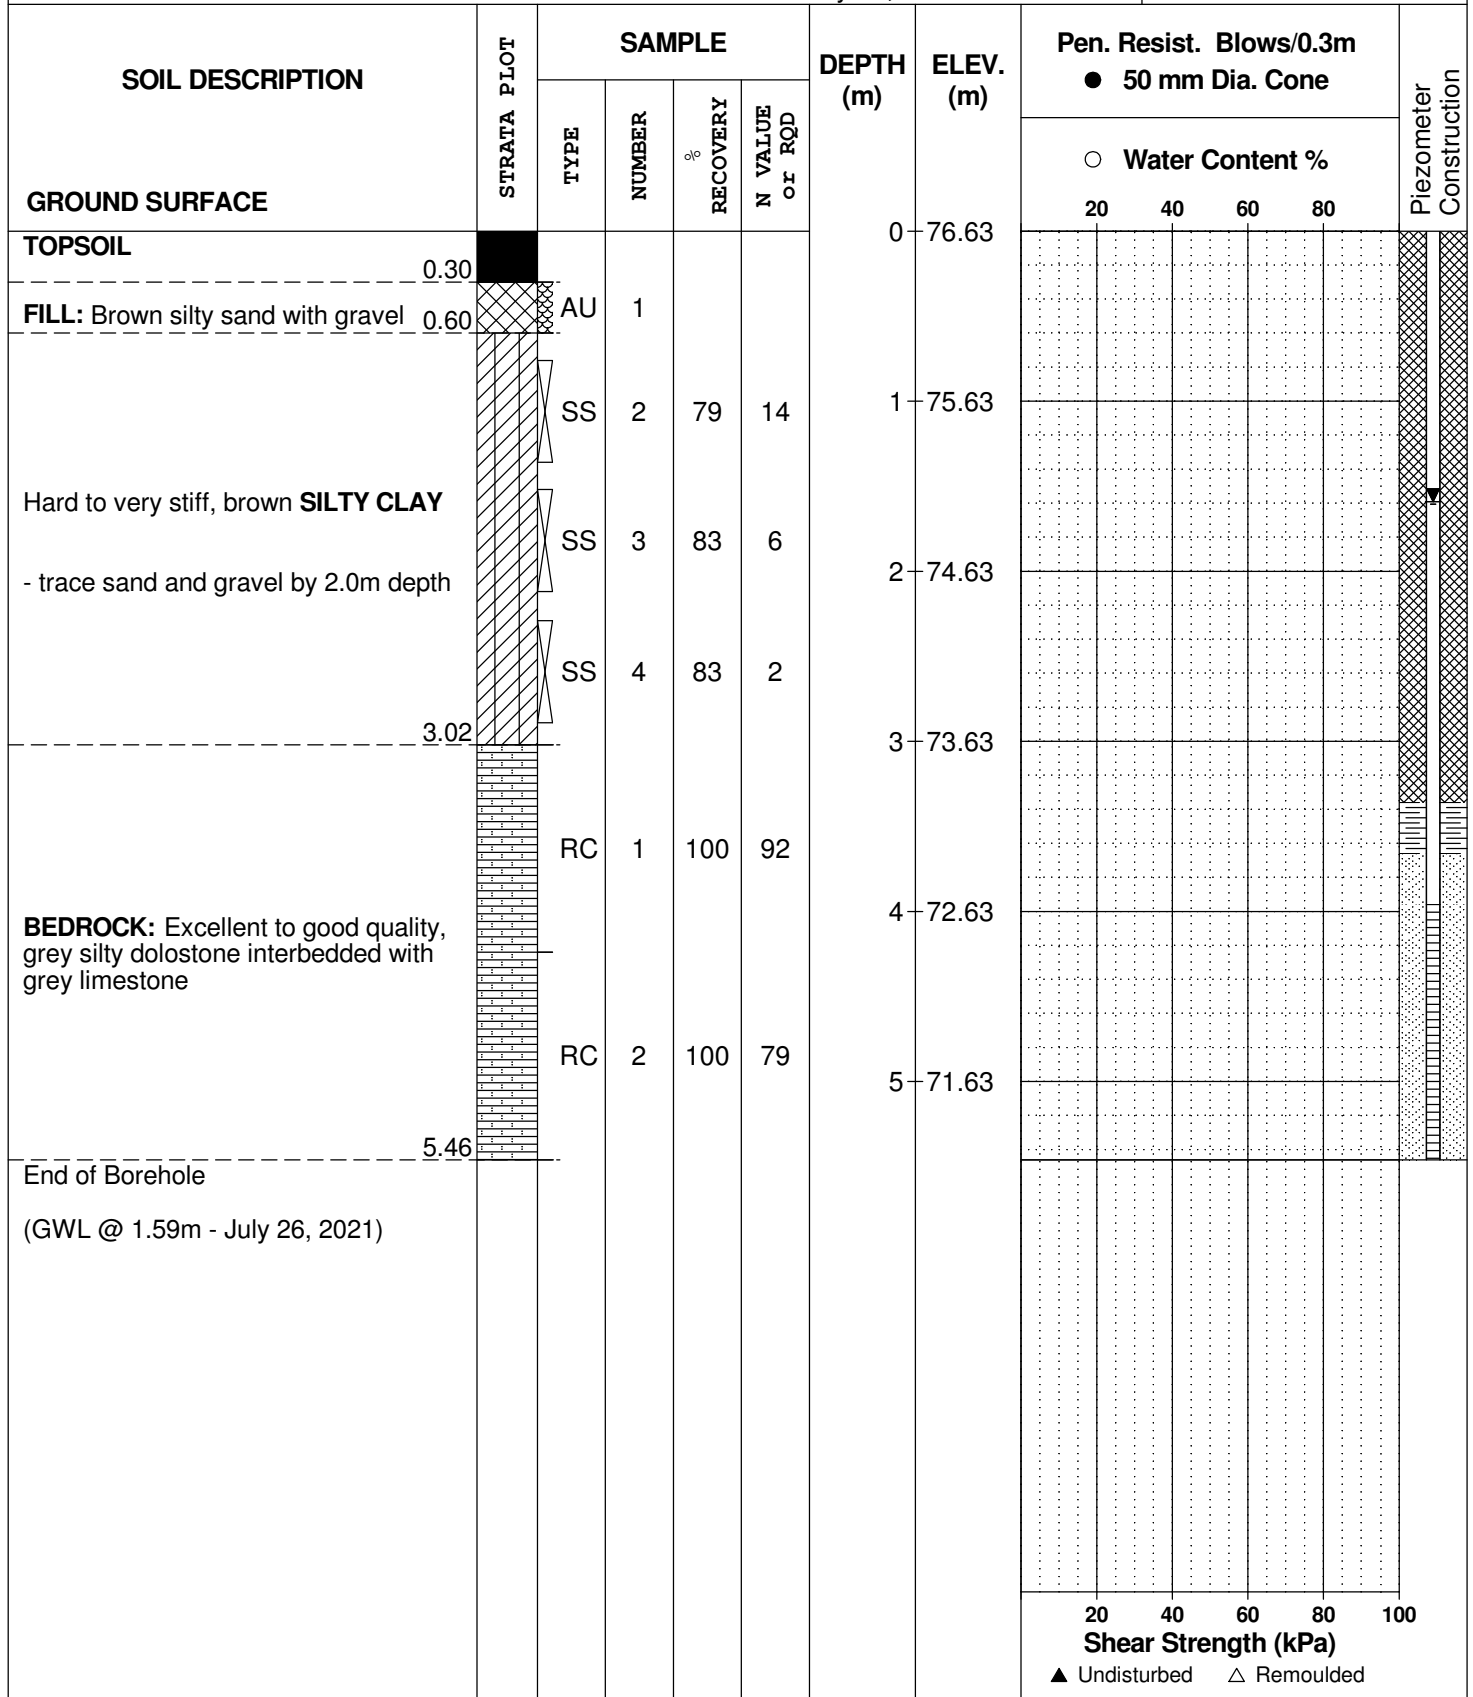 SOIL DESCRIPTION
GROUND SURFACE
STRATA PLOT
SAMPLE
TYPE
NUMBER
%
RECOVERY
N VALUE
or RQD
DEPTH
(m)
ELEV.
(m)
Pen. Resist. Blows/0.3m
● 50 mm Dia. Cone
○ Water Content %
20 40 60 80
Piezometer
Construction
0 76.63
TOPSOIL
0.30
FILL: Brown silty sand with gravel 0.60
AU 1
SS 2 79 14
1 75.63
Hard to very stiff, brown SILTY CLAY
SS 3 83 6
2 74.63
- trace sand and gravel by 2.0m depth
SS 4 83 2
3.02
3 73.63
RC 1 100 92
4 72.63
BEDROCK: Excellent to good quality,
grey silty dolostone interbedded with
grey limestone
RC 2 100 79
5 71.63
5.46
End of Borehole
(GWL @ 1.59m - July 26, 2021)
20 40 60 80 100
Shear Strength (kPa)
▲ Undisturbed △ Remoulded